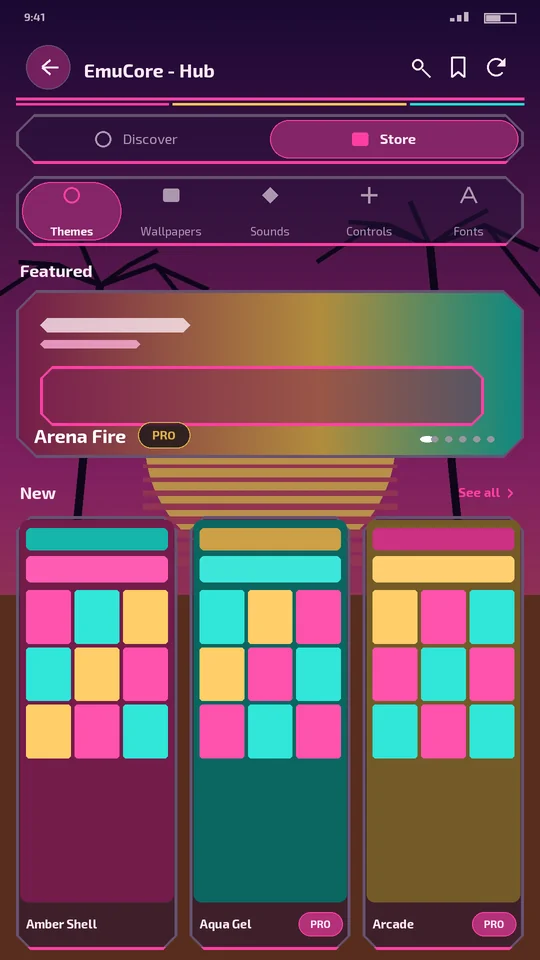 9:41
EmuCore - Hub
Discover
Store
Themes
Wallpapers
Sounds
Controls
Fonts
Featured
Arena Fire
PRO
New
See all
Amber Shell
Aqua Gel
PRO
Arcade
PRO